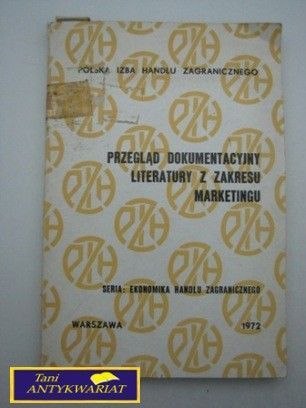 POLSKA IZBA HANDLU ZAGRANICZNEGO
PRZEGLĄD DOKUMENTACYJNY
LITERATURY Z ZAKRESU
MARKETINGU
SERIA: EKONOMIKA HANDLU ZAGRANICZNEGO
WARSZAWA 1972
Tani
ANTYKWARIAT